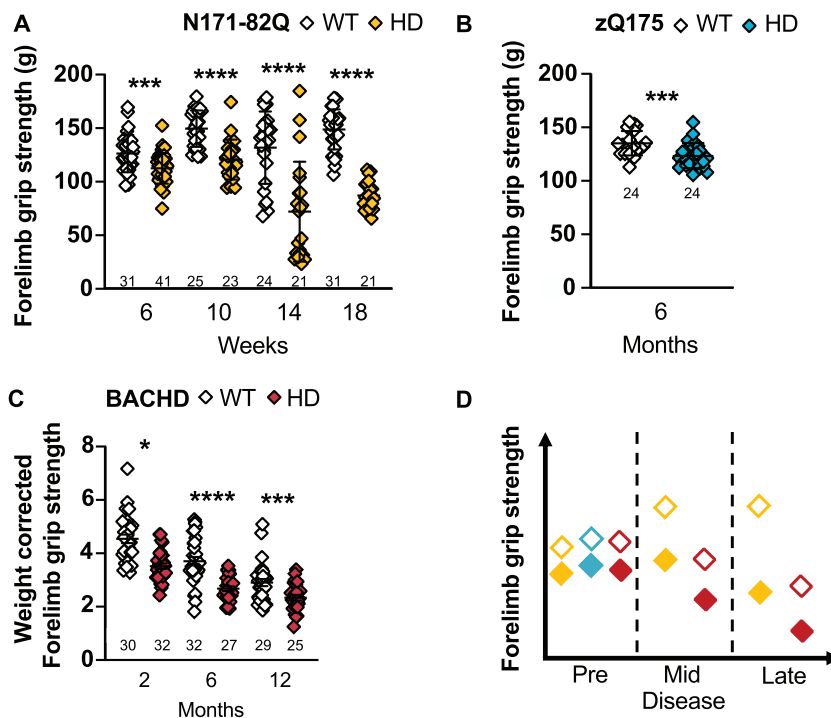 A
N171-82Q ◇ WT ◆ HD
Forelimb grip strength (g)
200
150
100
50
0
*** **** **** ****
31 41 25 23 24 21 31 21
6 10 14 18
Weeks
B
zQ175
◇ WT ◆ HD
Forelimb grip strength (g)
200
150
100
50
0
***
24 24
6
Months
C
BACHD ◇ WT ◆ HD
Weight corrected
Forelimb grip strength
8
6
4
2
0
* **** ***
30 32 32 27 29 25
2 6 12
Months
D
Forelimb grip strength
Pre Mid Late
Disease